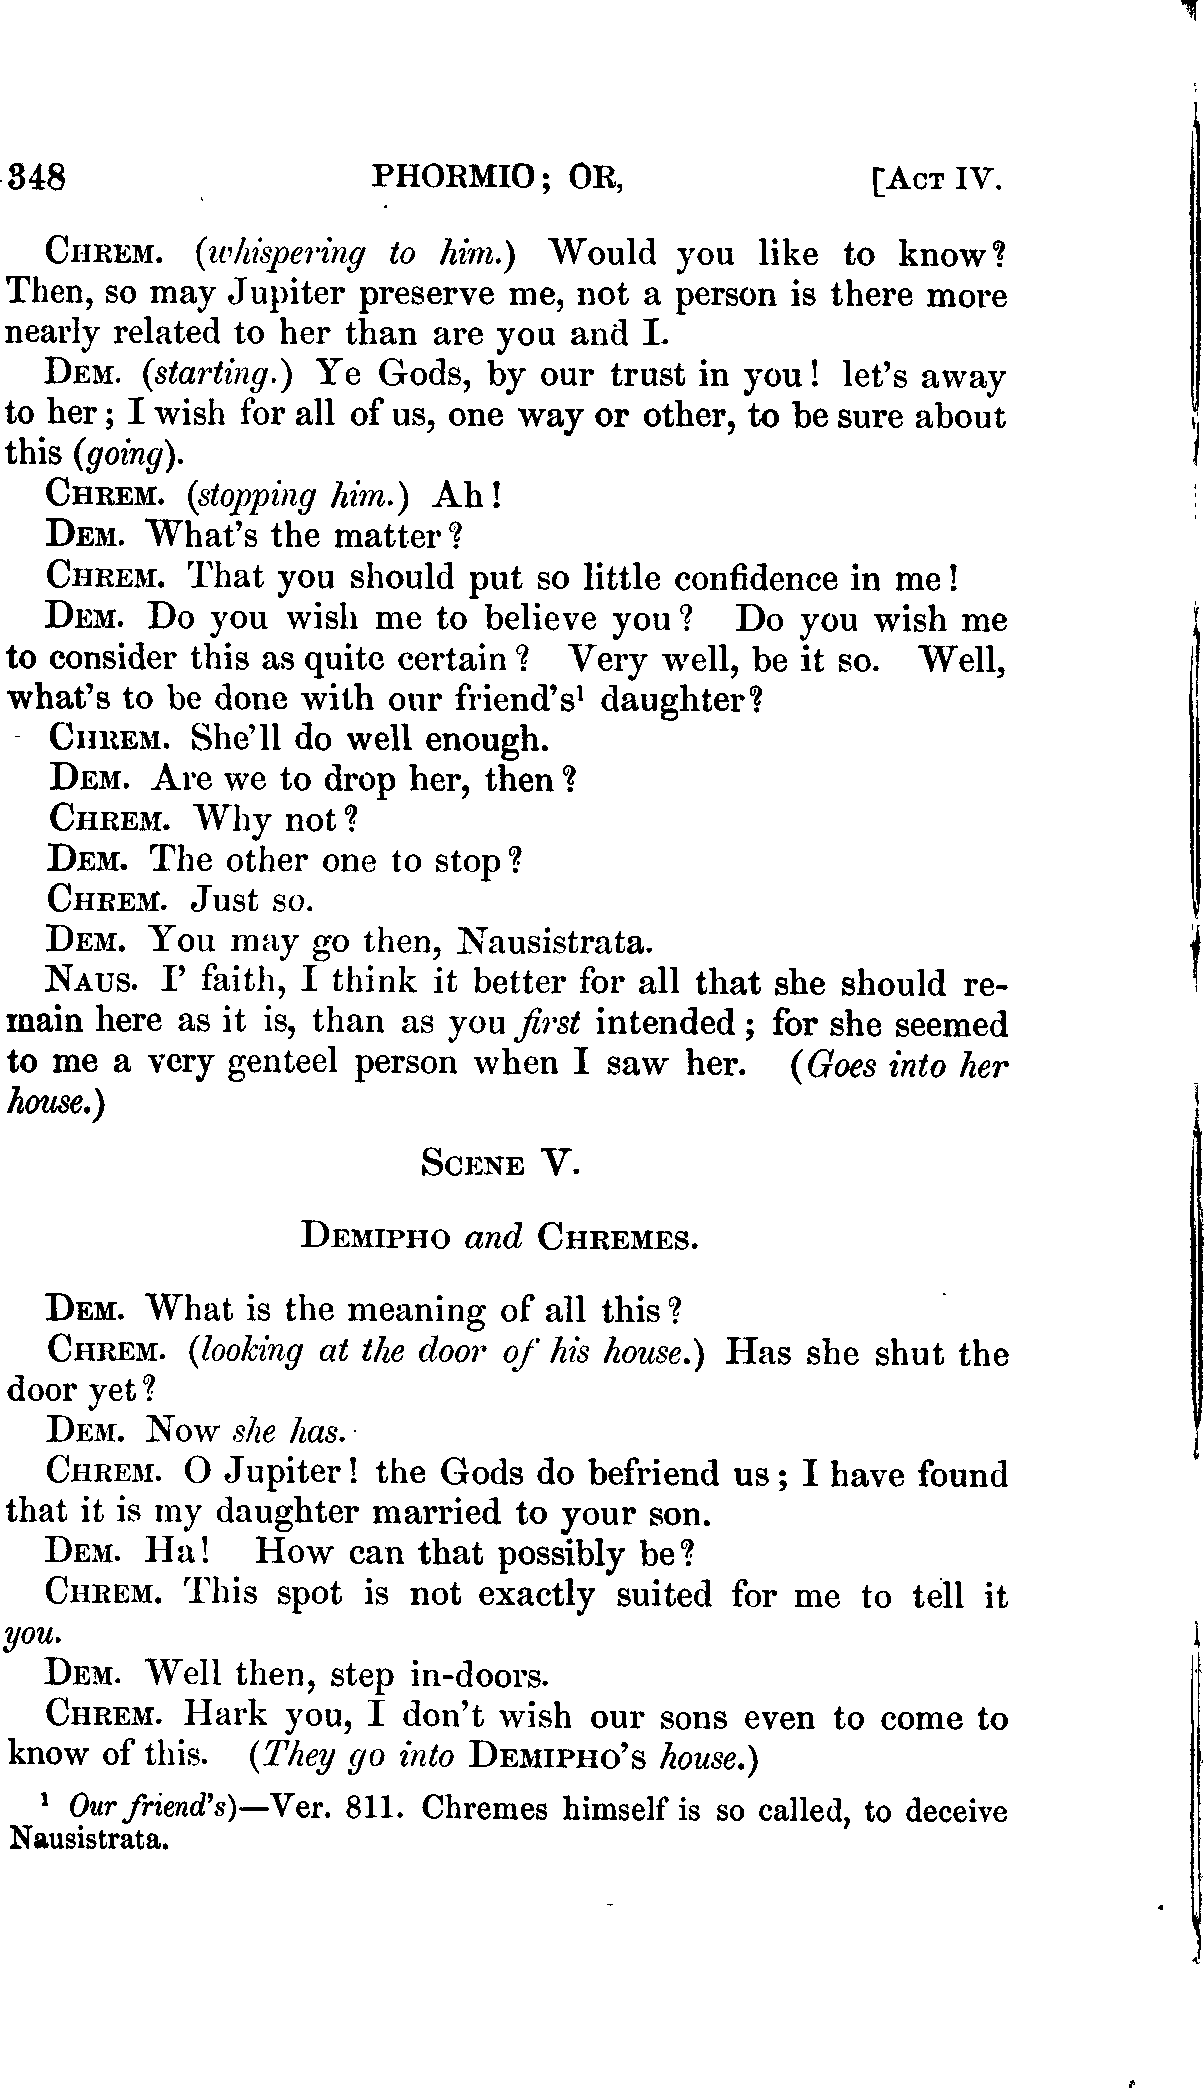 348 PHORMIO; OR, [ACT IV.
CHREM. (whispering to him.) Would you like to know?
Then, so may Jupiter preserve me, not a person is there more
nearly related to her than are you and I.
DEM. (starting.) Ye Gods, by our trust in you! let's away
to her; I wish for all of us, one way or other, to be sure about
this (going).
CHREM. (stopping him.) Ah!
DEM. What's the matter?
CHREM. That you should put so little confidence in me!
DEM. Do you wish me to believe you? Do you wish me
to consider this as quite certain? Very well, be it so. Well,
what's to be done with our friend's¹ daughter?
CHREM. She'll do well enough.
DEM. Are we to drop her, then?
CHREM. Why not?
DEM. The other one to stop?
CHREM. Just so.
DEM. You may go then, Nausistrata.
NAUS. I' faith, I think it better for all that she should re-
main here as it is, than as you first intended; for she seemed
to me a very genteel person when I saw her. (Goes into her
house.)
SCENE V.
DEMIPHO and CHREMES.
DEM. What is the meaning of all this?
CHREM. (looking at the door of his house.) Has she shut the
door yet?
DEM. Now she has.
CHREM. O Jupiter! the Gods do befriend us; I have found
that it is my daughter married to your son.
DEM. Ha! How can that possibly be?
CHREM. This spot is not exactly suited for me to tell it
you.
DEM. Well then, step in-doors.
CHREM. Hark you, I don't wish our sons even to come to
know of this. (They go into DEMIPHO's house.)
¹ Our friend's)—Ver. 811. Chremes himself is so called, to deceive
Nausistrata.